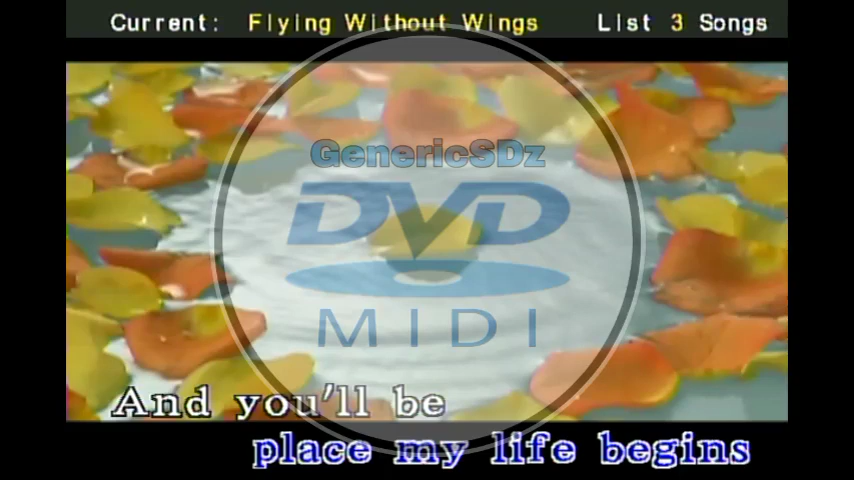 Current: Flying Without Wings List 3 Songs
GenericSDz
DVD
MIDI
And you'll be
place my life begins